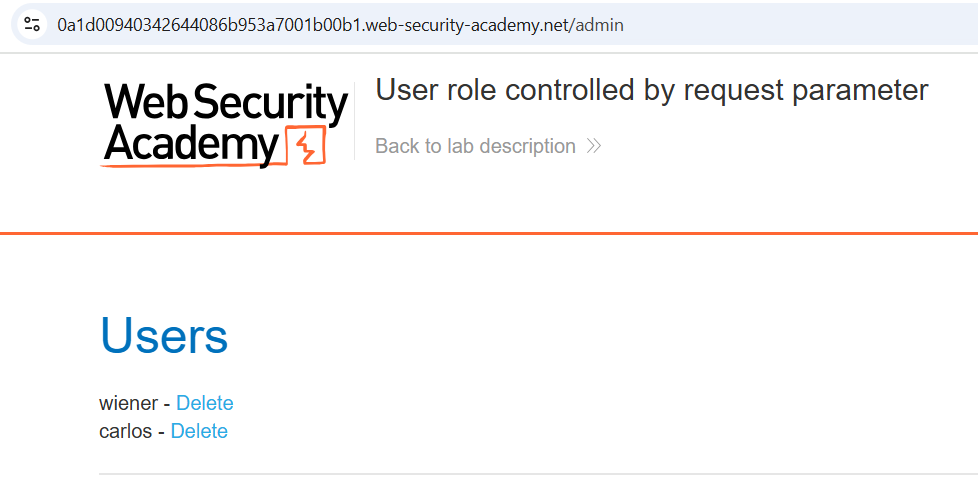 0a1d00940342644086b953a7001b00b1.web-security-academy.net/admin
Web Security
Academy
User role controlled by request parameter
Back to lab description
Users
wiener - Delete
carlos - Delete